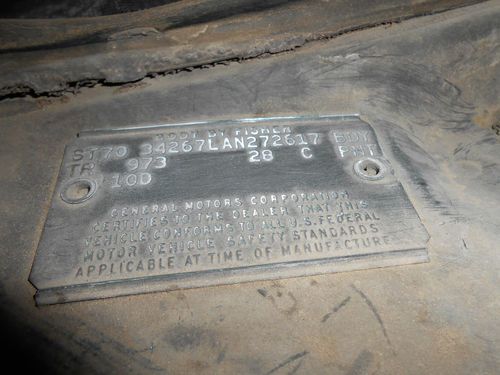 BODY BY FISHER
ST70 34267LAN272617 BDY
TR 973 28 C PNT
10D
GENERAL MOTORS CORPORATION
CERTIFIES TO THE DEALER THAT THIS
VEHICLE CONFORMS TO ALL U.S. FEDERAL
MOTOR VEHICLE SAFETY STANDARDS
APPLICABLE AT TIME OF MANUFACTURE